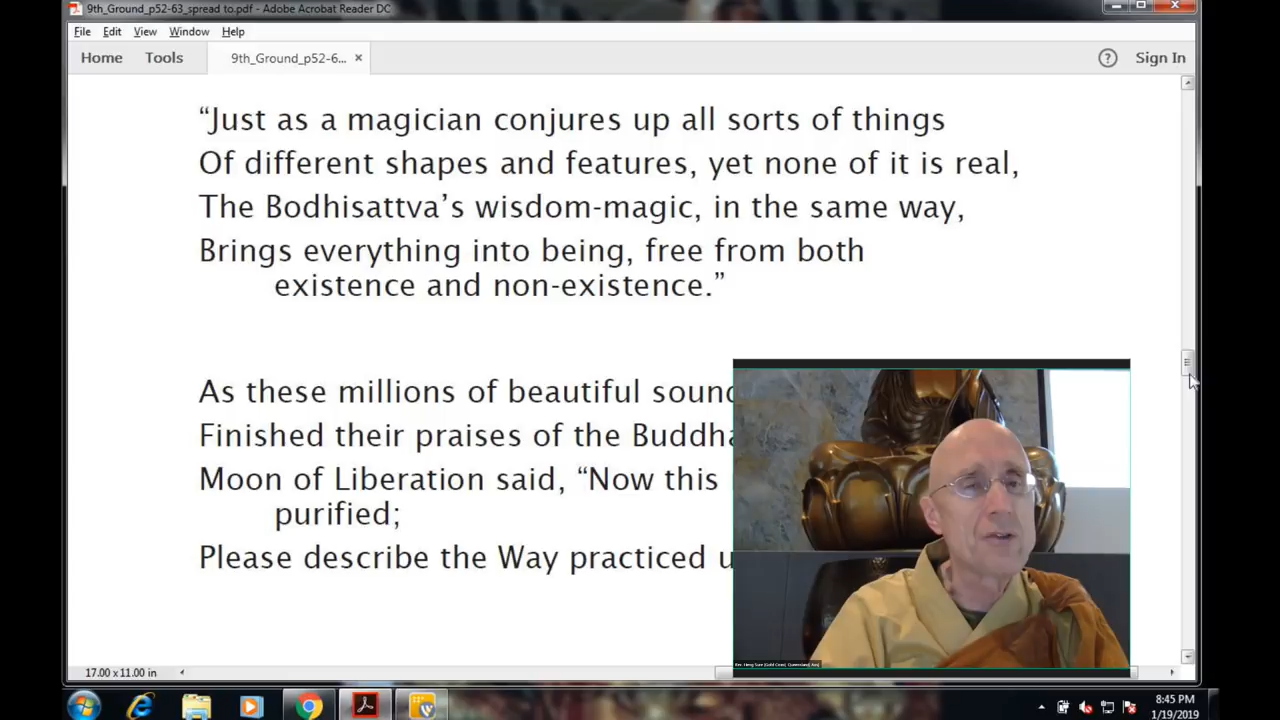 9th_Ground_p52-63_spread to.pdf - Adobe Acrobat Reader DC
File Edit View Window Help
Home Tools 9th_Ground_p52-6... × ? Sign In
“Just as a magician conjures up all sorts of things
Of different shapes and features, yet none of it is real,
The Bodhisattva’s wisdom-magic, in the same way,
Brings everything into being, free from both
existence and non-existence.”
As these millions of beautiful sound
Finished their praises of the Buddha
Moon of Liberation said, “Now this
purified;
Please describe the Way practiced u
17.00 x 11.00 in
8:45 PM
1/19/2019